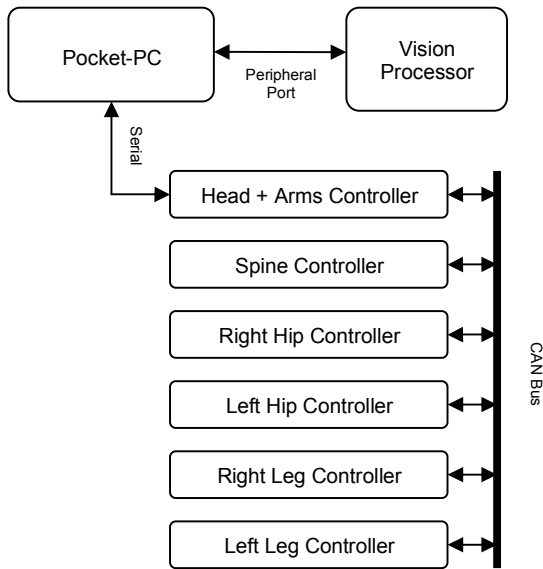 Pocket-PC
Vision
Processor
Peripheral
Port
Serial
Head + Arms Controller
Spine Controller
Right Hip Controller
Left Hip Controller
Right Leg Controller
Left Leg Controller
CAN Bus